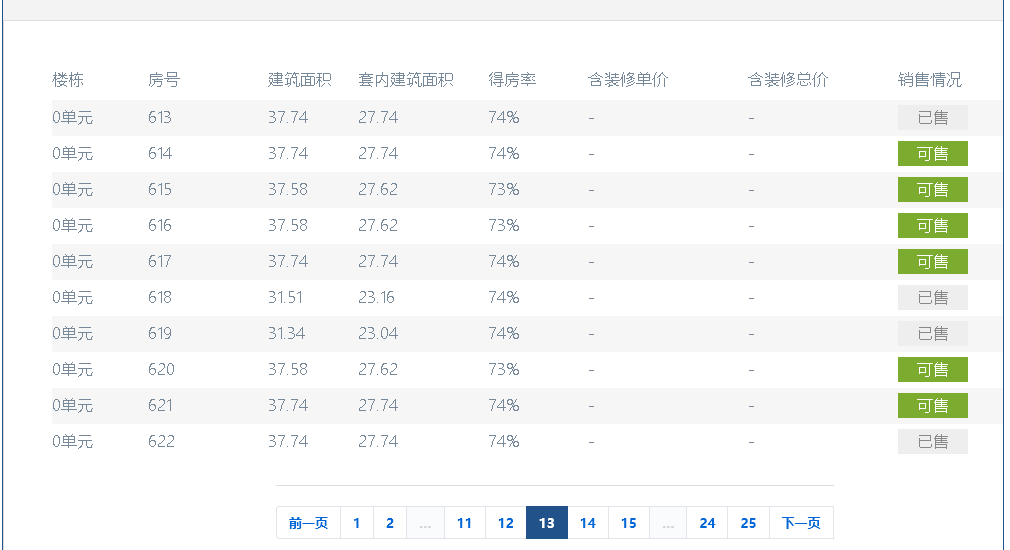 楼栋 房号 建筑面积 套内建筑面积 得房率 含装修单价 含装修总价 销售情况
0单元 613 37.74 27.74 74% - - 已售
0单元 614 37.74 27.74 74% - - 可售
0单元 615 37.58 27.62 73% - - 可售
0单元 616 37.58 27.62 73% - - 可售
0单元 617 37.74 27.74 74% - - 可售
0单元 618 31.51 23.16 74% - - 已售
0单元 619 31.34 23.04 74% - - 已售
0单元 620 37.58 27.62 73% - - 可售
0单元 621 37.74 27.74 74% - - 可售
0单元 622 37.74 27.74 74% - - 已售
前一页 1 2 ... 11 12 13 14 15 ... 24 25 下一页